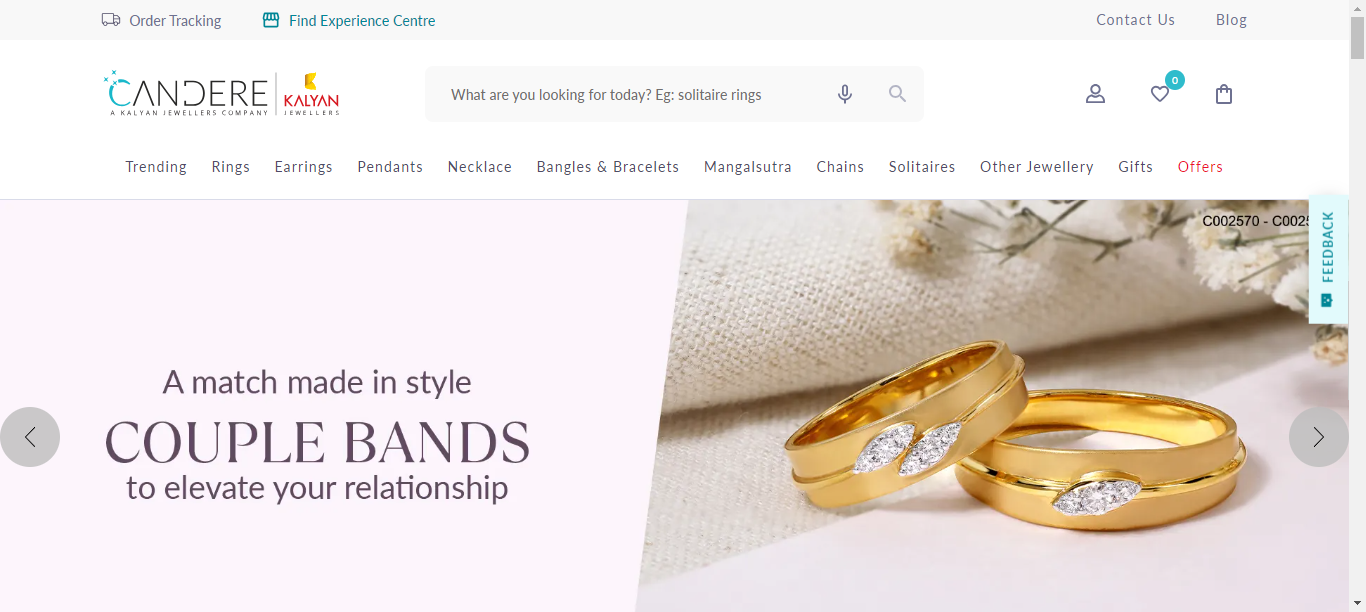 Order Tracking
Find Experience Centre
Contact Us
Blog
CANDERE
A KALYAN JEWELLERS COMPANY
KALYAN
JEWELLERS
What are you looking for today? Eg: solitaire rings
0
Trending Rings Earrings Pendants Necklace Bangles & Bracelets Mangalsutra Chains Solitaires Other Jewellery Gifts Offers
C002570 - C0025
FEEDBACK
A match made in style
COUPLE BANDS
to elevate your relationship